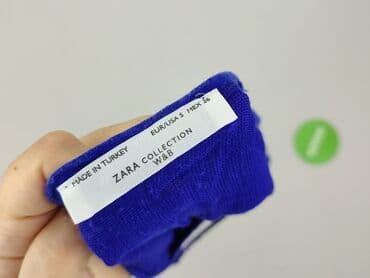 ZARA COLLECTION
W&B
MADE IN TURKEY
EUR/USA S MEX 26